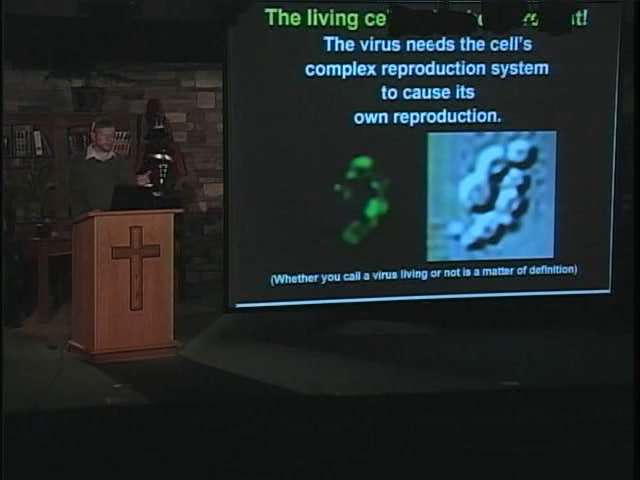 The living
The virus needs the cell's
complex reproduction system
to cause its
own reproduction.
(Whether you call a virus living or not is a matter of definition)